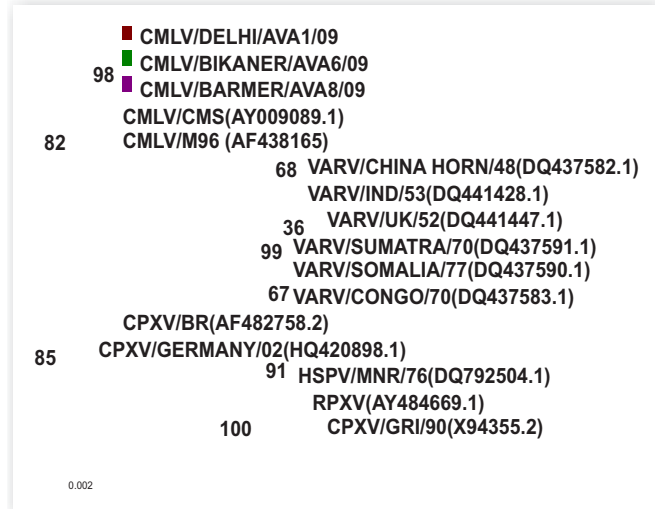 CMLV/DELHI/AVA1/09
CMLV/BIKANER/AVA6/09
98 CMLV/BARMER/AVA8/09
CMLV/CMS(AY009089.1)
82 CMLV/M96 (AF438165)
68 VARV/CHINA HORN/48(DQ437582.1)
VARV/IND/53(DQ441428.1)
36 VARV/UK/52(DQ441447.1)
99 VARV/SUMATRA/70(DQ437591.1)
VARV/SOMALIA/77(DQ437590.1)
67 VARV/CONGO/70(DQ437583.1)
CPXV/BR(AF482758.2)
85 CPXV/GERMANY/02(HQ420898.1)
91 HSPV/MNR/76(DQ792504.1)
RPXV(AY484669.1)
100 CPXV/GRI/90(X94355.2)
0.002